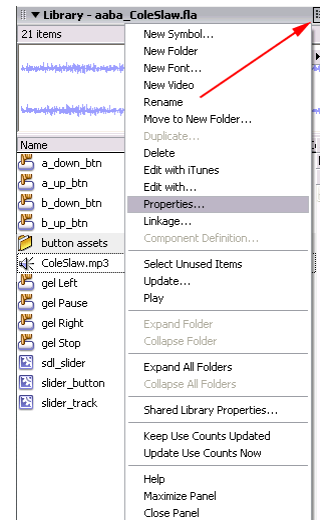 Library - aaba_ColeSlaw.fla
21 items
Name
a_down_btn
a_up_btn
b_down_btn
b_up_btn
button assets
ColeSlaw.mp3
gel Left
gel Pause
gel Right
gel Stop
sdl_slider
slider_button
slider_track
New Symbol...
New Folder
New Font...
New Video
Rename
Move to New Folder...
Duplicate...
Delete
Edit with iTunes
Edit with...
Properties...
Linkage...
Component Definition...
Select Unused Items
Update...
Play
Expand Folder
Collapse Folder
Expand All Folders
Collapse All Folders
Shared Library Properties...
Keep Use Counts Updated
Update Use Counts Now
Help
Maximize Panel
Close Panel